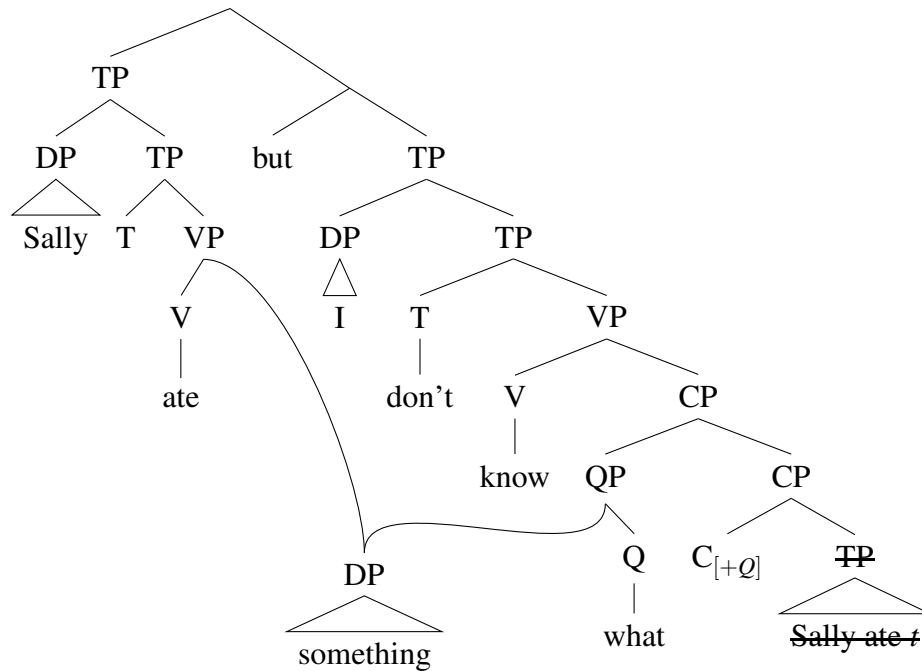 TP
DP TP but TP
Sally T VP DP TP
V I T VP
ate don't V CP
know QP CP
DP Q C[+Q] TP
something what Sally ate t